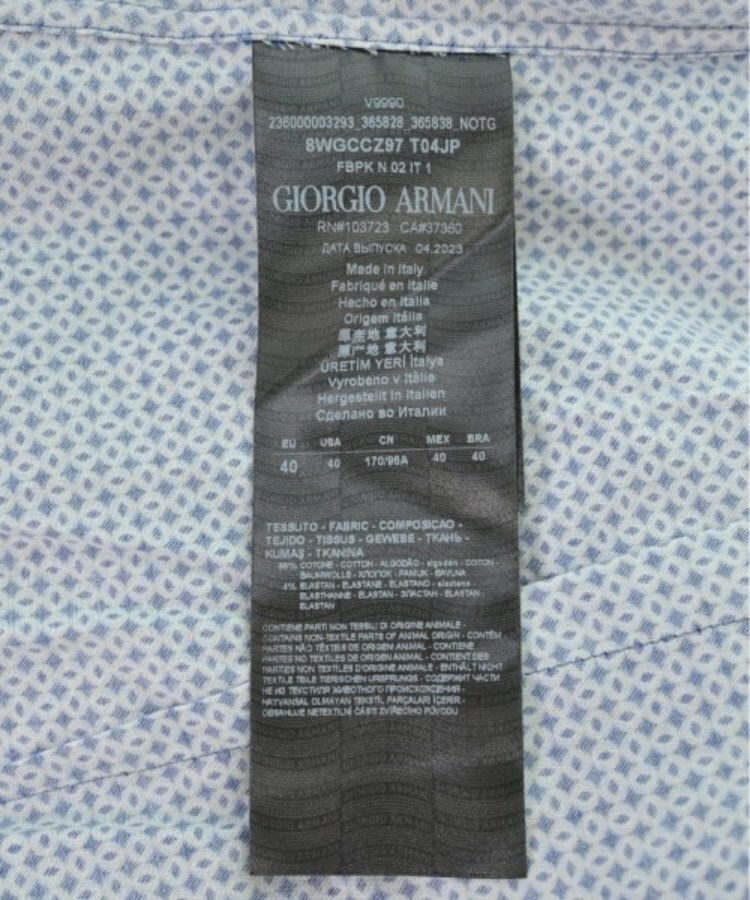 V9990
236000003293_365828_365838_NOTG
8WGCCZ97 T04JP
FBPK N 02 IT 1
GIORGIO ARMANI
RN#103723 CA#37360
ДАТА ВЫПУСКА 04.2023
Made in Italy
Fabriqué en Italie
Hecho en Italia
Origem Itália
原產地 意大利
原产地 意大利
ÜRETİM YERİ İtalya
Vyrobeno v Itálie
Hergestellt in Italien
Сделано во Италии
EU USA CN MEX BRA
40 40 170/96A 40 40
TESSUTO - FABRIC - COMPOSICAO -
TEJIDO - TISSUS - GEWEBE - ТКАНЬ -
KUMAŞ - TKANINA
96% COTONE - COTTON - ALGODÃO - algodón - COTON -
BAUMWOLLE - ХЛОПОК - PAMUK - BAVLNA
4% ELASTAN - ELASTANE - ELASTANO - elastano -
ELASTHANNE - ELASTAN - ЭЛАСТАН - ELASTAN -
ELASTAN
CONTIENE PARTI NON TESSILI DI ORIGINE ANIMALE -
CONTAINS NON-TEXTILE PARTS OF ANIMAL ORIGIN - CONTÉM
PARTES NÃO TÊXTEIS DE ORIGEM ANIMAL - CONTIENE
PARTES NO TEXTILES DE ORIGEN ANIMAL - CONTIENT DES
PARTIES NON TEXTILES D'ORIGINE ANIMALE - ENTHÄLT NICHT
TEXTILE TEILE TIERISCHEN URSPRUNGS - СОДЕРЖИТ ЧАСТИ
НЕ ИЗ ТЕКСТИЛЯ ЖИВОТНОГО ПРОИСХОЖДЕНИЯ -
HAYVANSAL OLMAYAN TEKSTİL PARÇALARI İÇERİR -
OBSAHUJE NETEXTILNÍ ČÁSTI ZVÍŘECÍHO PŮVODU